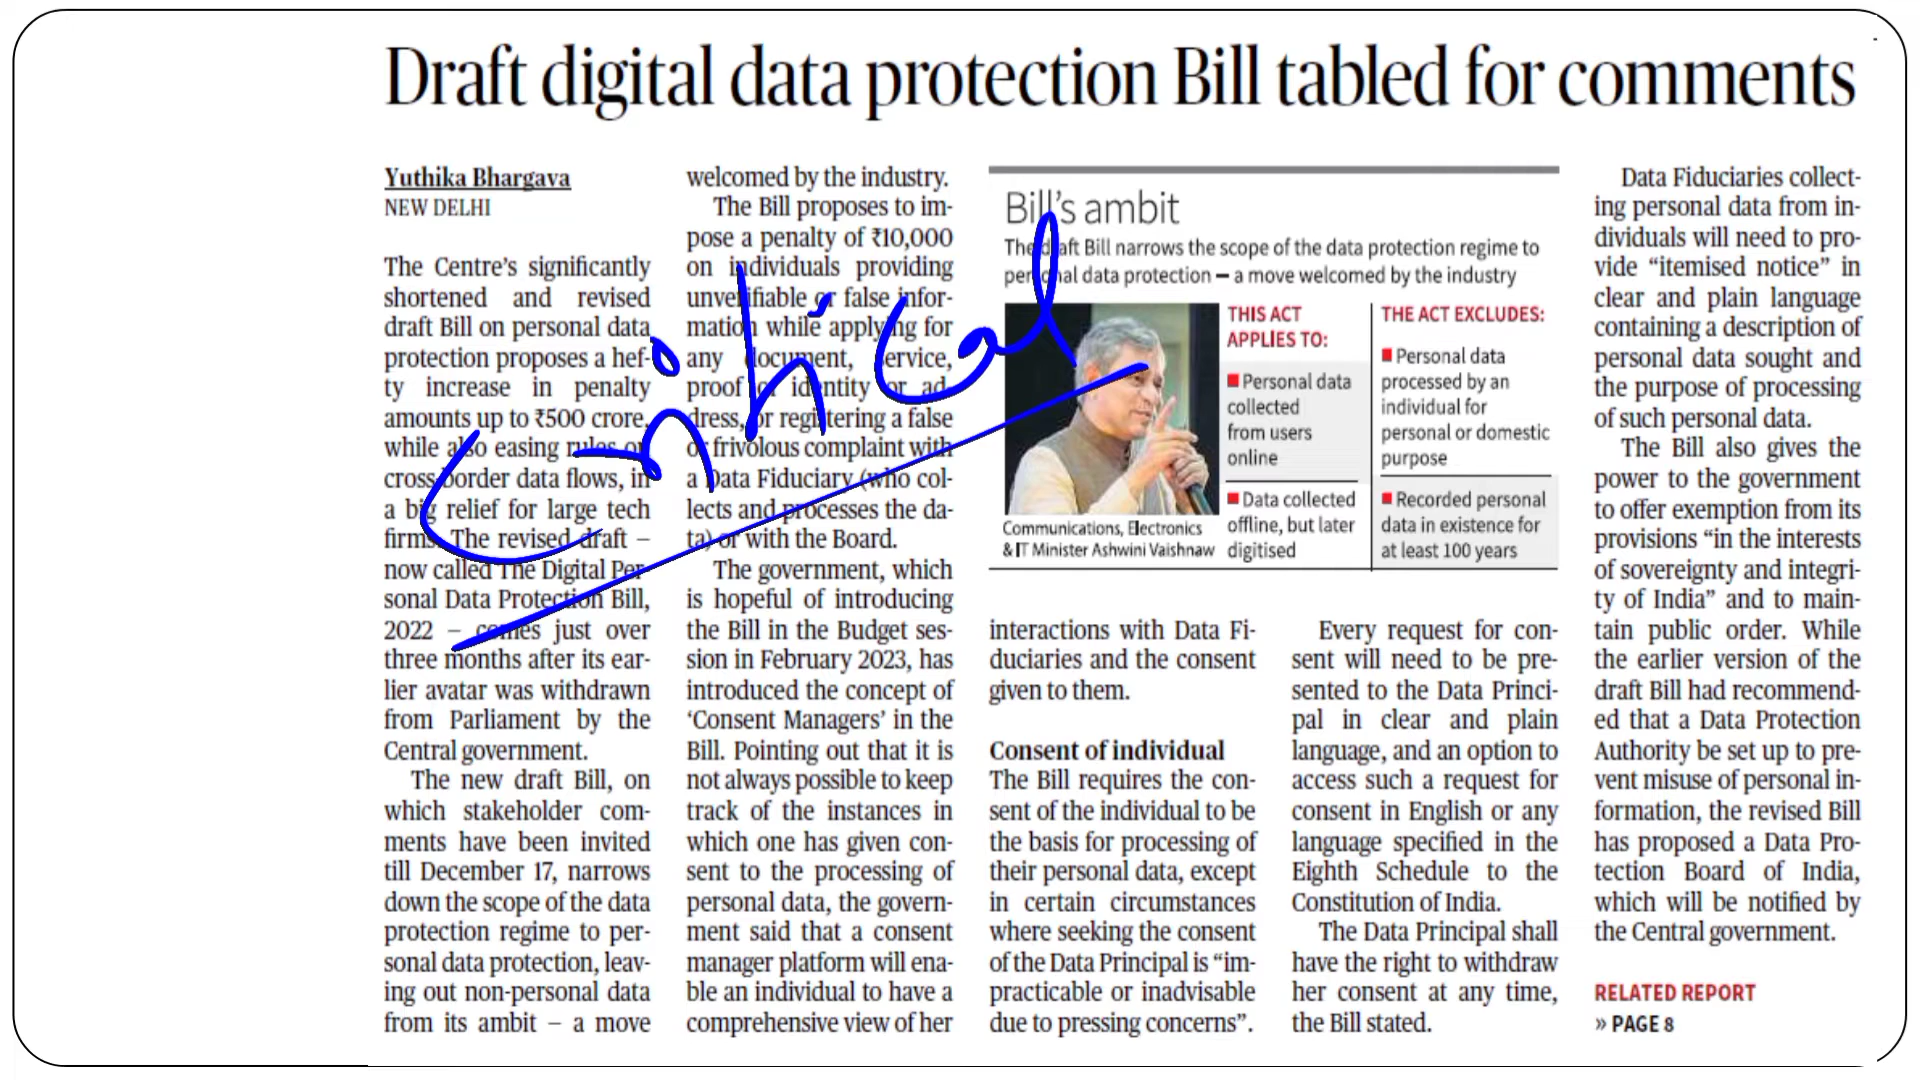 Draft digital data protection Bill tabled for comments
Yuthika Bhargava
NEW DELHI
The Centre's significantly
shortened and revised
draft Bill on personal data
protection proposes a hef-
ty increase in penalty
amounts up to ₹500 crore,
while also easing rules on
cross-border data flows, in
a big relief for large tech
firms. The revised draft –
now called The Digital Per-
sonal Data Protection Bill,
2022 – comes just over
three months after its ear-
lier avatar was withdrawn
from Parliament by the
Central government.
The new draft Bill, on
which stakeholder com-
ments have been invited
till December 17, narrows
down the scope of the data
protection regime to per-
sonal data protection, leav-
ing out non-personal data
from its ambit – a move
welcomed by the industry.
The Bill proposes to im-
pose a penalty of ₹10,000
on individuals providing
unverifiable or false infor-
mation while applying for
any document, service,
proof of identity or ad-
dress, or registering a false
or frivolous complaint with
a Data Fiduciary (who col-
lects and processes the da-
ta) or with the Board.
The government, which
is hopeful of introducing
the Bill in the Budget ses-
sion in February 2023, has
introduced the concept of
'Consent Managers' in the
Bill. Pointing out that it is
not always possible to keep
track of the instances in
which one has given con-
sent to the processing of
personal data, the govern-
ment said that a consent
manager platform will ena-
ble an individual to have a
comprehensive view of her
Bill's ambit
The draft Bill narrows the scope of the data protection regime to
personal data protection — a move welcomed by the industry
Communications, Electronics
& IT Minister Ashwini Vaishnaw
THIS ACT
APPLIES TO:
Personal data
collected
from users
online
Data collected
offline, but later
digitised
THE ACT EXCLUDES:
Personal data
processed by an
individual for
personal or domestic
purpose
Recorded personal
data in existence for
at least 100 years
interactions with Data Fi-
duciaries and the consent
given to them.
Consent of individual
The Bill requires the con-
sent of the individual to be
the basis for processing of
their personal data, except
in certain circumstances
where seeking the consent
of the Data Principal is "im-
practicable or inadvisable
due to pressing concerns".
Every request for con-
sent will need to be pre-
sented to the Data Princi-
pal in clear and plain
language, and an option to
access such a request for
consent in English or any
language specified in the
Eighth Schedule to the
Constitution of India.
The Data Principal shall
have the right to withdraw
her consent at any time,
the Bill stated.
Data Fiduciaries collect-
ing personal data from in-
dividuals will need to pro-
vide "itemised notice" in
clear and plain language
containing a description of
personal data sought and
the purpose of processing
of such personal data.
The Bill also gives the
power to the government
to offer exemption from its
provisions "in the interests
of sovereignty and integri-
ty of India" and to main-
tain public order. While
the earlier version of the
draft Bill had recommend-
ed that a Data Protection
Authority be set up to pre-
vent misuse of personal in-
formation, the revised Bill
has proposed a Data Pro-
tection Board of India,
which will be notified by
the Central government.
RELATED REPORT
» PAGE 8
Critical